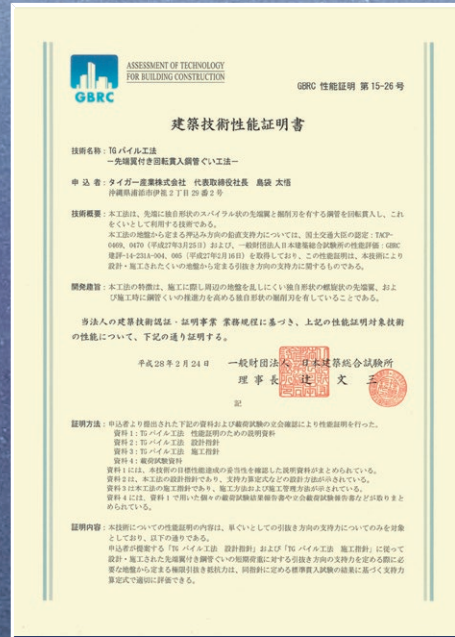 GBRC
ASSESSMENT OF TECHNOLOGY
FOR BUILDING CONSTRUCTION
GBRC 性能証明 第15-26号
建築技術性能証明書
技術名称：TGパイル工法
－先端翼付き回転貫入鋼管ぐい工法－
申 込 者：タイガー産業株式会社　代表取締役社長　島袋 太悟
沖縄県浦添市伊祖2丁目29番2号
技術概要：本工法は、先端に独自形状のスパイラル状の先端翼と掘削刃を有する鋼管を回転貫入し、これ
をくいとして利用する技術である。
本工法の地盤から定まる押込み方向の鉛直支持力については、国土交通大臣の認定：TACP-
0469、0470（平成27年3月25日）および、一般財団法人日本建築総合試験所の性能評価：GBRC
建評-14-231A-004、005（平成27年2月16日）を取得しており、この性能証明は、本技術により
設計・施工されたくいの地盤から定まる引抜き方向の支持力に関するものである。
開発趣旨：本工法の特徴は、施工に際し周辺の地盤を乱しにくい独自形状の螺旋状の先端翼、およ
び施工時に鋼管くいの推進力を高める独自形状の掘削刃を有していることである。
当法人の建築技術認証・証明事業 業務規程に基づき、上記の性能証明対象技術
の性能について、下記の通り証明する。
平成28年2月24日
一般財団法人 日本建築総合試験所
理 事 長 辻 文 三
記
証明方法：申込者より提出された下記の資料および載荷試験の立会確認により性能証明を行った。
資料1：TGパイル工法　性能証明のための説明資料
資料2：TGパイル工法　設計指針
資料3：TGパイル工法　施工指針
資料4：載荷試験資料
資料1には、本技術の目標性能達成の妥当性を確認した説明資料がまとめられている。
資料2は、本工法の設計指針であり、支持力算定式などの設計方法が示されている。
資料3は本工法の施工指針であり、施工方法および施工管理方法が示されている。
資料4には、資料1で用いた個々の載荷試験結果報告書や立会載荷試験報告書などが取りまと
められている。
証明内容：本技術についての性能証明の内容は、単ぐいとしての引抜き方向の支持力についてのみを対象
としており、以下の通りである。
申込者が提案する「TGパイル工法 設計指針」および「TGパイル工法 施工指針」に従って
設計・施工された先端翼付き鋼管ぐいの短期荷重に対する引抜き方向の支持力を定める際に必
要な地盤から定まる極限引抜き抵抗力は、同指針に定める標準貫入試験の結果に基づく支持力
算定式で適切に評価できる。